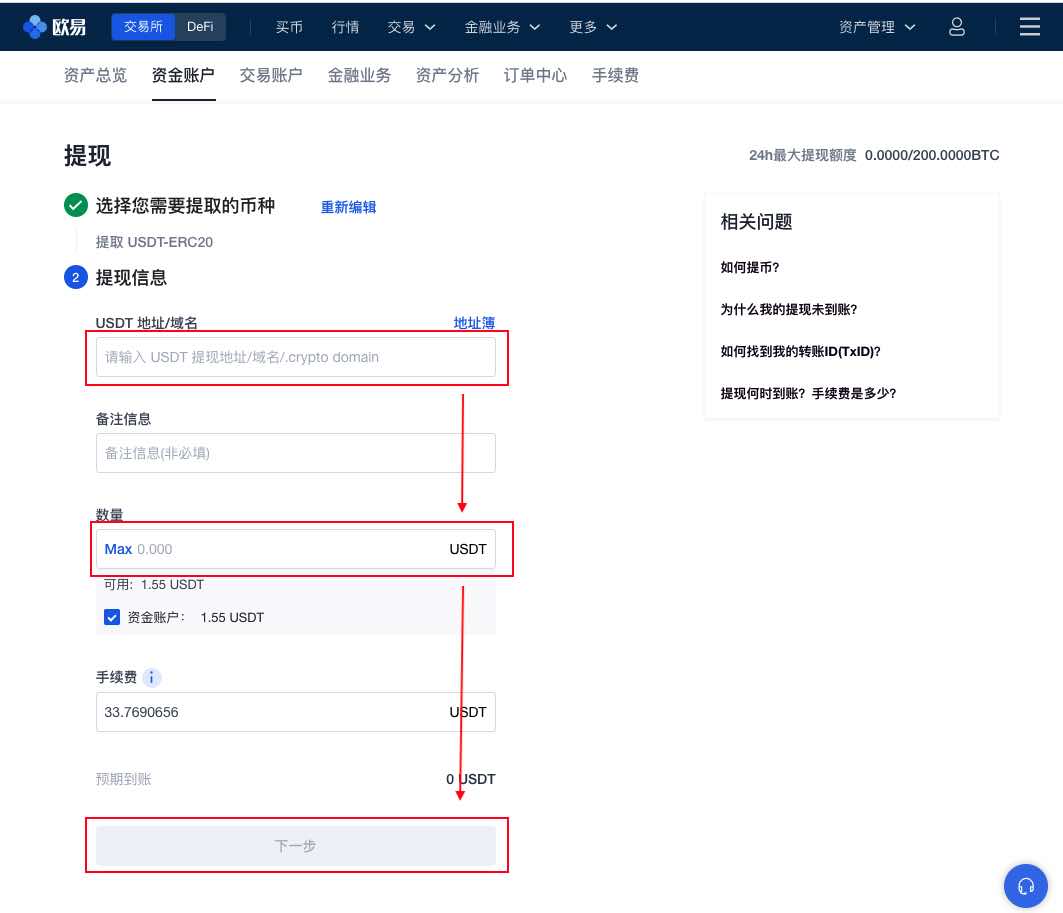 欧易 交易所 DeFi 买币 行情 交易 金融业务 更多 资产管理
资产总览 资金账户 交易账户 金融业务 资产分析 订单中心 手续费
提现
24h最大提现额度 0.0000/200.0000BTC
选择您需要提取的币种 重新编辑
提取 USDT-ERC20
2 提现信息
USDT 地址/域名 地址簿
请输入 USDT 提现地址/域名/.crypto domain
备注信息
备注信息(非必填)
数量
Max 0.000 USDT
可用: 1.55 USDT
资金账户: 1.55 USDT
手续费 i
33.7690656 USDT
预期到账 0 USDT
下一步
相关问题
如何提币?
为什么我的提现未到账?
如何找到我的转账ID(TxID)?
提现何时到账? 手续费是多少?